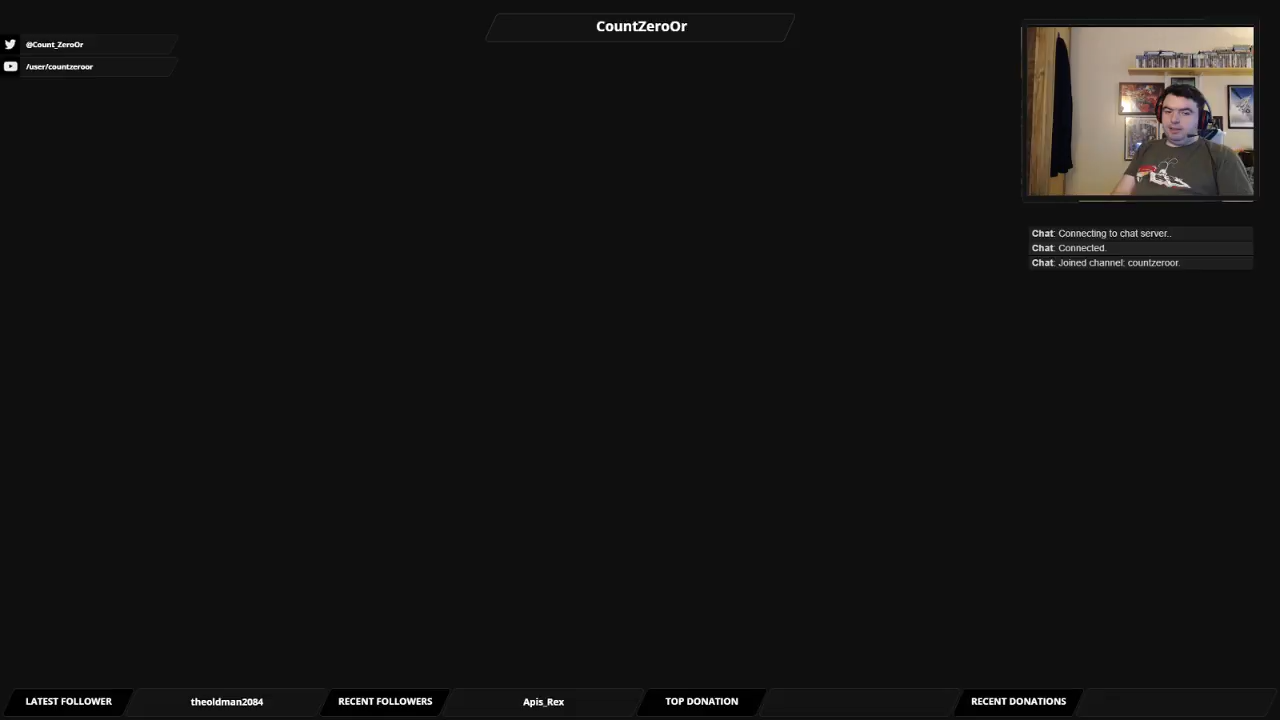 CountZeroOr
@Count_ZeroOr
/user/countzeroor
Chat: Connecting to chat server..
Chat: Connected.
Chat: Joined channel: countzeroor.
LATEST FOLLOWER
theoldman2084
RECENT FOLLOWERS
Apis_Rex
TOP DONATION
RECENT DONATIONS